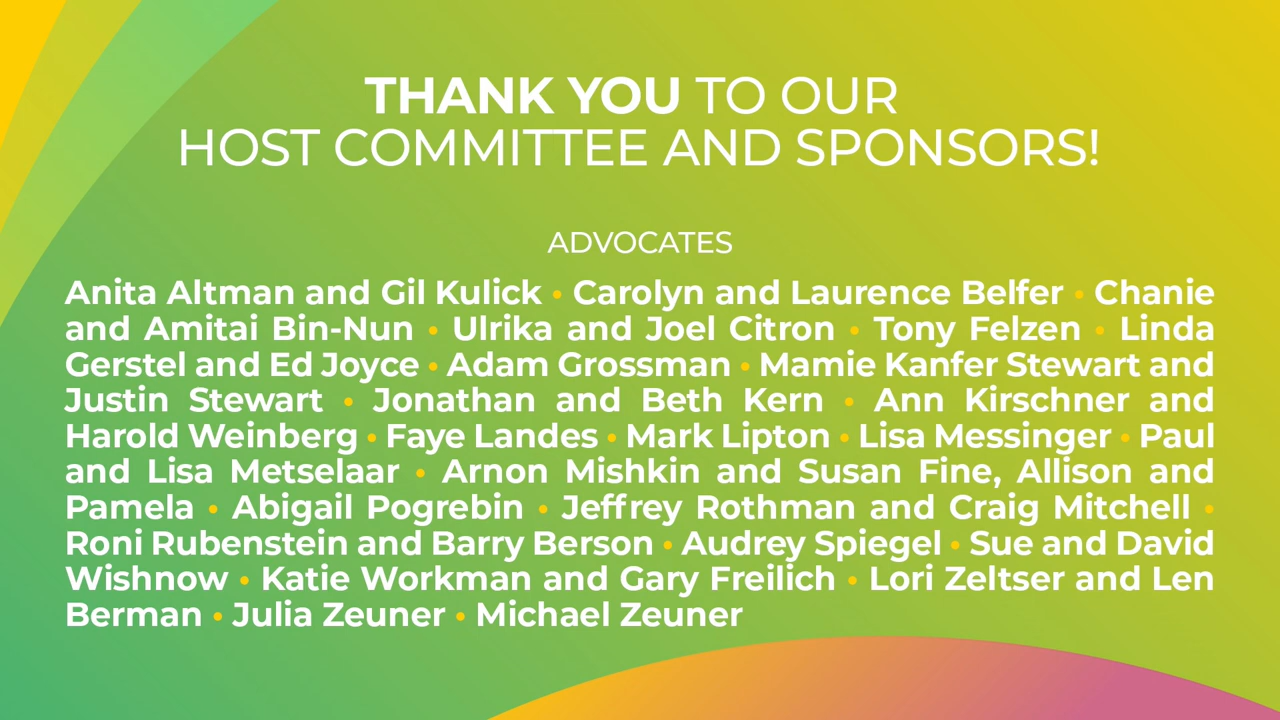 THANK YOU TO OUR
HOST COMMITTEE AND SPONSORS!
ADVOCATES
Anita Altman and Gil Kulick • Carolyn and Laurence Belfer • Chanie
and Amitai Bin-Nun • Ulrika and Joel Citron • Tony Felzen • Linda
Gerstel and Ed Joyce • Adam Grossman • Mamie Kanfer Stewart and
Justin Stewart • Jonathan and Beth Kern • Ann Kirschner and
Harold Weinberg • Faye Landes • Mark Lipton • Lisa Messinger • Paul
and Lisa Metselaar • Arnon Mishkin and Susan Fine, Allison and
Pamela • Abigail Pogrebin • Jeffrey Rothman and Craig Mitchell •
Roni Rubenstein and Barry Berson • Audrey Spiegel • Sue and David
Wishnow • Katie Workman and Gary Freilich • Lori Zeltser and Len
Berman • Julia Zeuner • Michael Zeuner